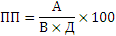 ПП = А / (В × Д) × 100